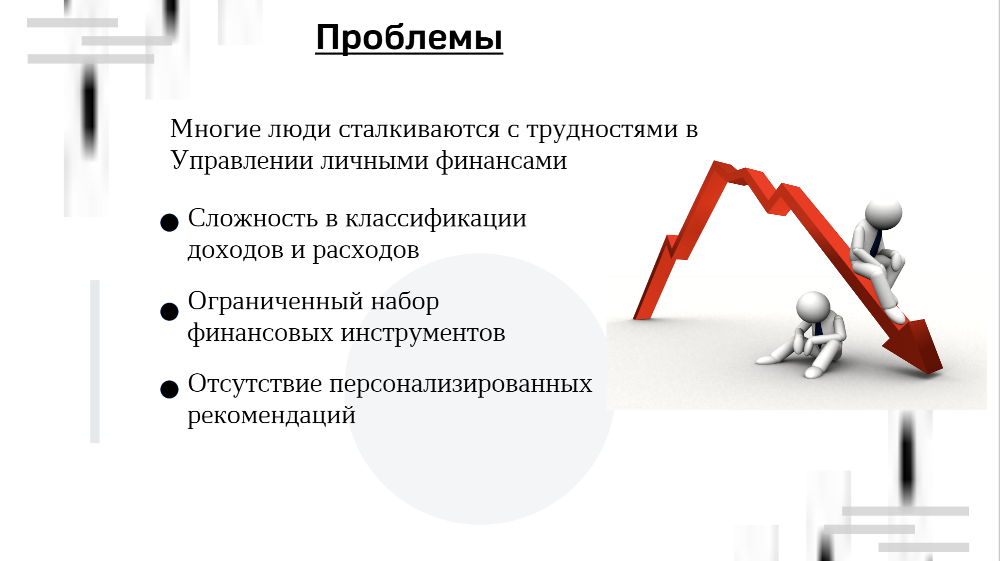 Проблемы
Многие люди сталкиваются с трудностями в
Управлении личными финансами
Сложность в классификации
доходов и расходов
Ограниченный набор
финансовых инструментов
Отсутствие персонализированных
рекомендаций